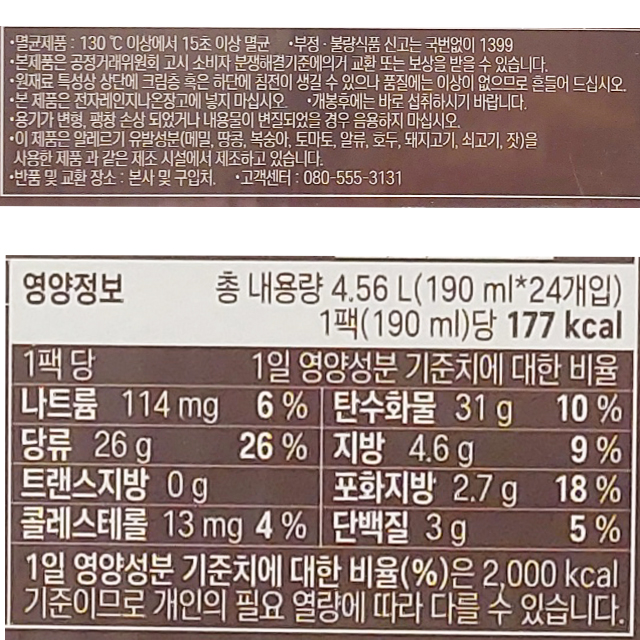 •멸균제품 : 130 ℃ 이상에서 15초 이상 멸균 •부정 · 불량식품 신고는 국번없이 1399
•본제품은 공정거래위원회 고시 소비자 분쟁해결기준에의거 교환 또는 보상을 받을 수 있습니다.
•원재료 특성상 상단에 크림층 혹은 하단에 침전이 생길 수 있으나 품질에는 이상이 없으므로 흔들어 드십시오.
•본 제품은 전자레인지나온장고에 넣지 마십시오. •개봉후에는 바로 섭취하시기 바랍니다.
•용기가 변형, 팽창 손상 되었거나 내용물이 변질되었을 경우 음용하지 마십시오.
•이 제품은 알레르기 유발성분(메밀, 땅콩, 복숭아, 토마토, 알류, 호두, 돼지고기, 쇠고기, 잣)을
사용한 제품 과 같은 제조 시설에서 제조하고 있습니다.
•반품 및 교환 장소 : 본사 및 구입처. •고객센터 : 080-555-3131
영양정보 총 내용량 4.56 L(190 ml*24개입)
1팩(190 ml)당 177 kcal
1팩 당 1일 영양성분 기준치에 대한 비율
나트륨 114 mg 6 % 탄수화물 31 g 10 %
당류 26 g 26 % 지방 4.6 g 9 %
트랜스지방 0 g 포화지방 2.7 g 18 %
콜레스테롤 13 mg 4 % 단백질 3 g 5 %
1일 영양성분 기준치에 대한 비율(%)은 2,000 kcal
기준이므로 개인의 필요 열량에 따라 다를 수 있습니다.